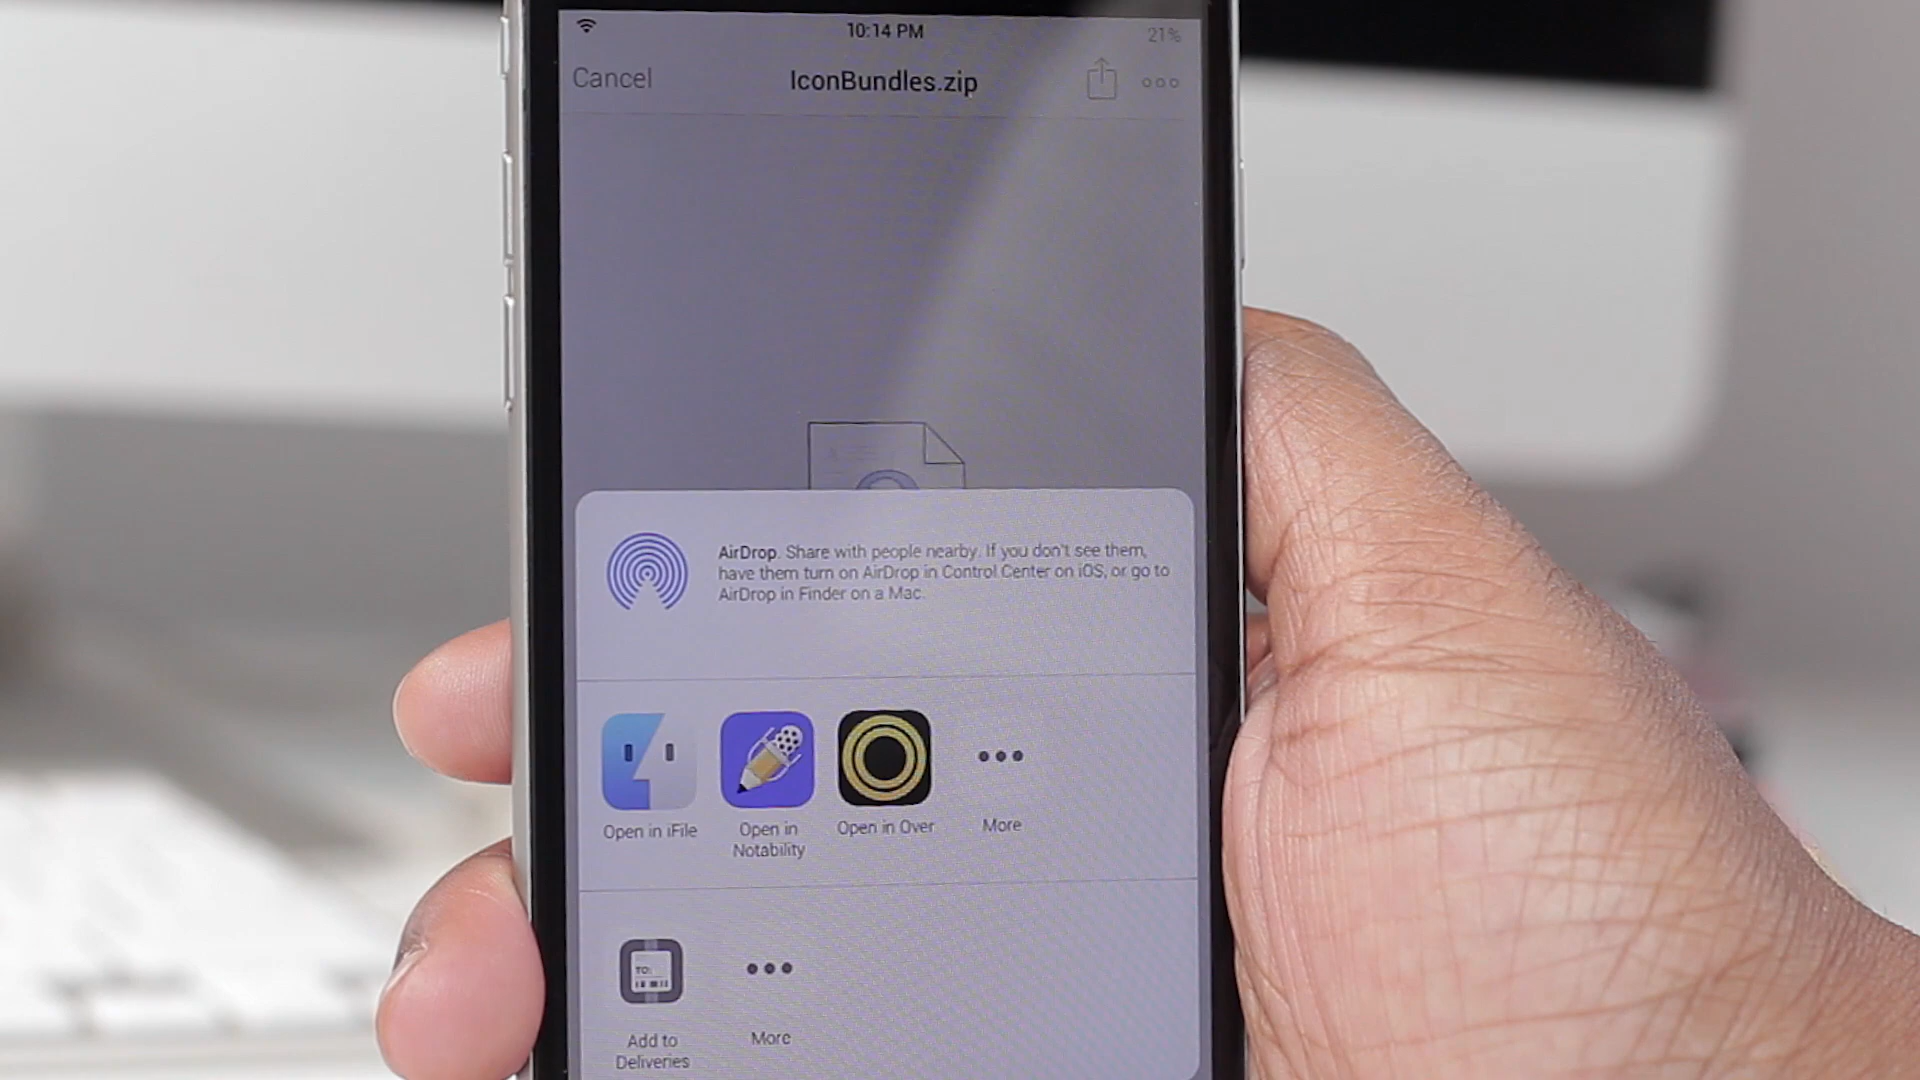 10:14 PM
21%
Cancel
IconBundles.zip
AirDrop. Share with people nearby. If you don't see them,
have them turn on AirDrop in Control Center on iOS, or go to
AirDrop in Finder on a Mac.
Open in iFile
Open in
Notability
Open in Over
More
TO:
Add to
Deliveries
More